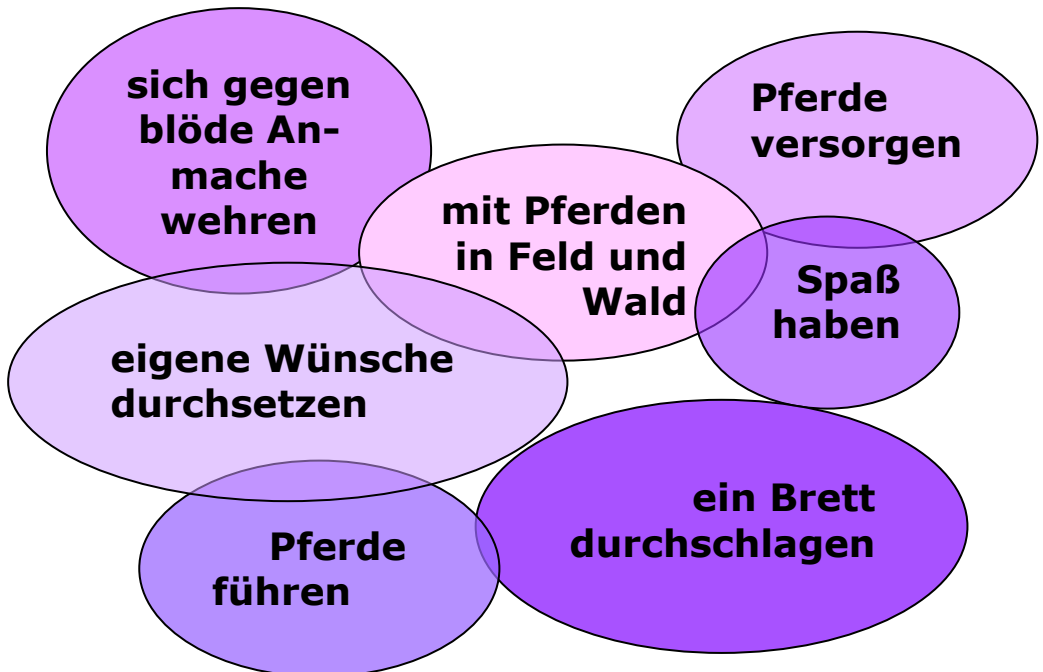 sich gegen
blöde An-
mache
wehren
Pferde
versorgen
mit Pferden
in Feld und
Wald
Spaß
haben
eigene Wünsche
durchsetzen
ein Brett
durchschlagen
Pferde
führen